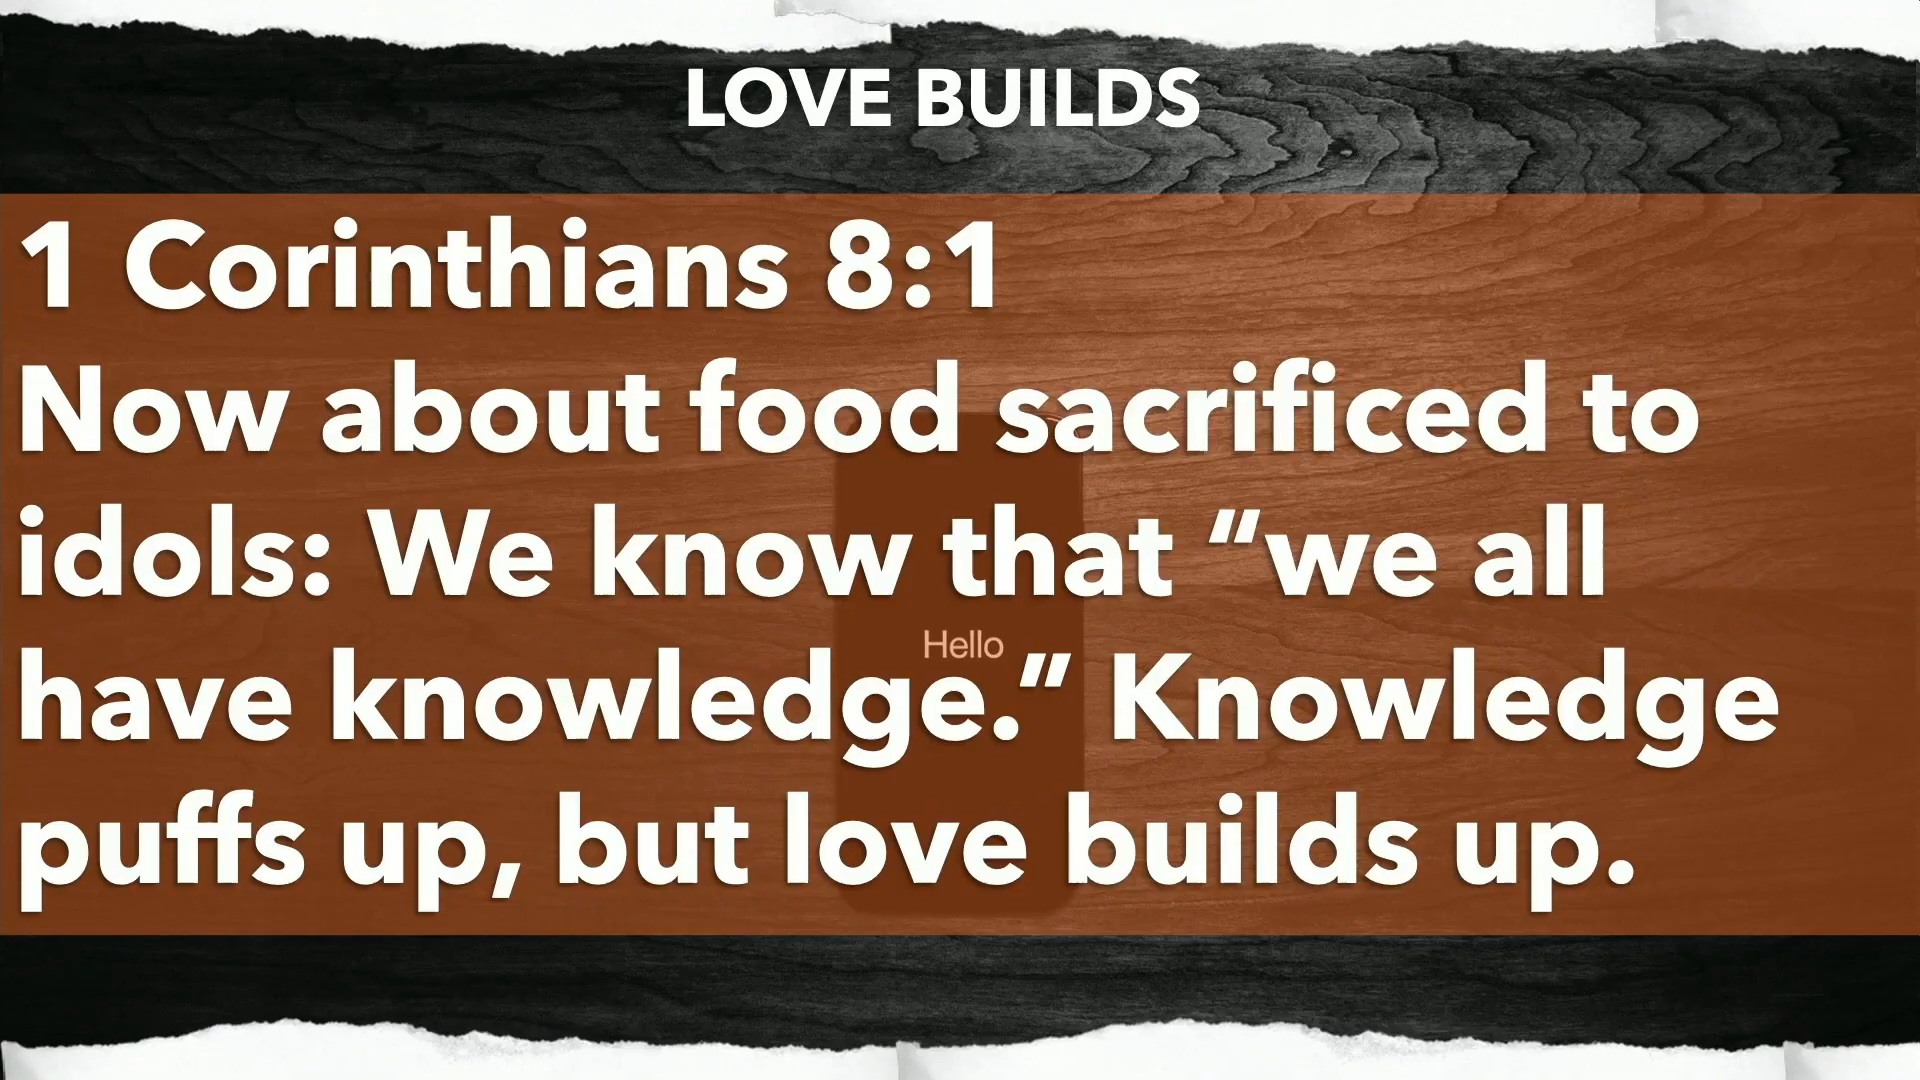 LOVE BUILDS
1 Corinthians 8:1
Now about food sacrificed to
idols: We know that “we all
Hello
have knowledge.” Knowledge
puffs up, but love builds up.